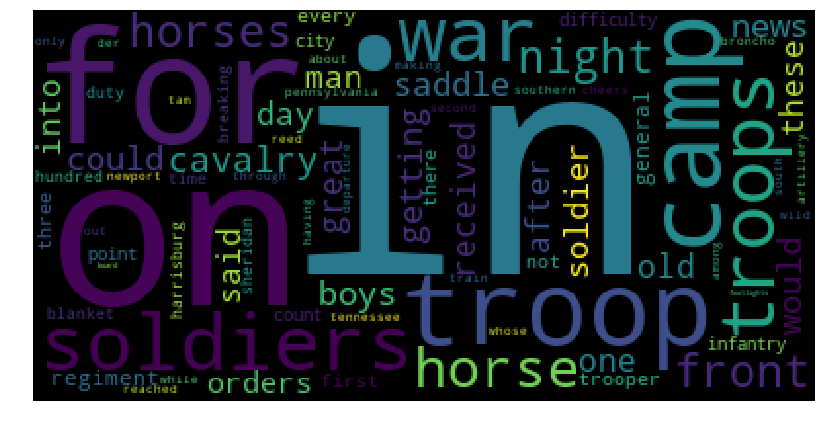 only
der
horses
every
city
about
war
making
difficulty
broncho
news
for
in
camp
night
man
saddle
into
duty
tam
breaking
pennsylvania
day
second
southern
cheers
these
could
cavalry
reed
great
getting
received
after
soldier
general
troops
hundred
newport
time
through
departure
there
south
artillery
three
on
out
point
board
harrisburg
said
sheridan
having
not
old
among
wild
would
boys
train
troop
blanket
count
tennessee
whose
soldiers
horse
one
front
infantry
regiment
while
reached
orders
first
trooper